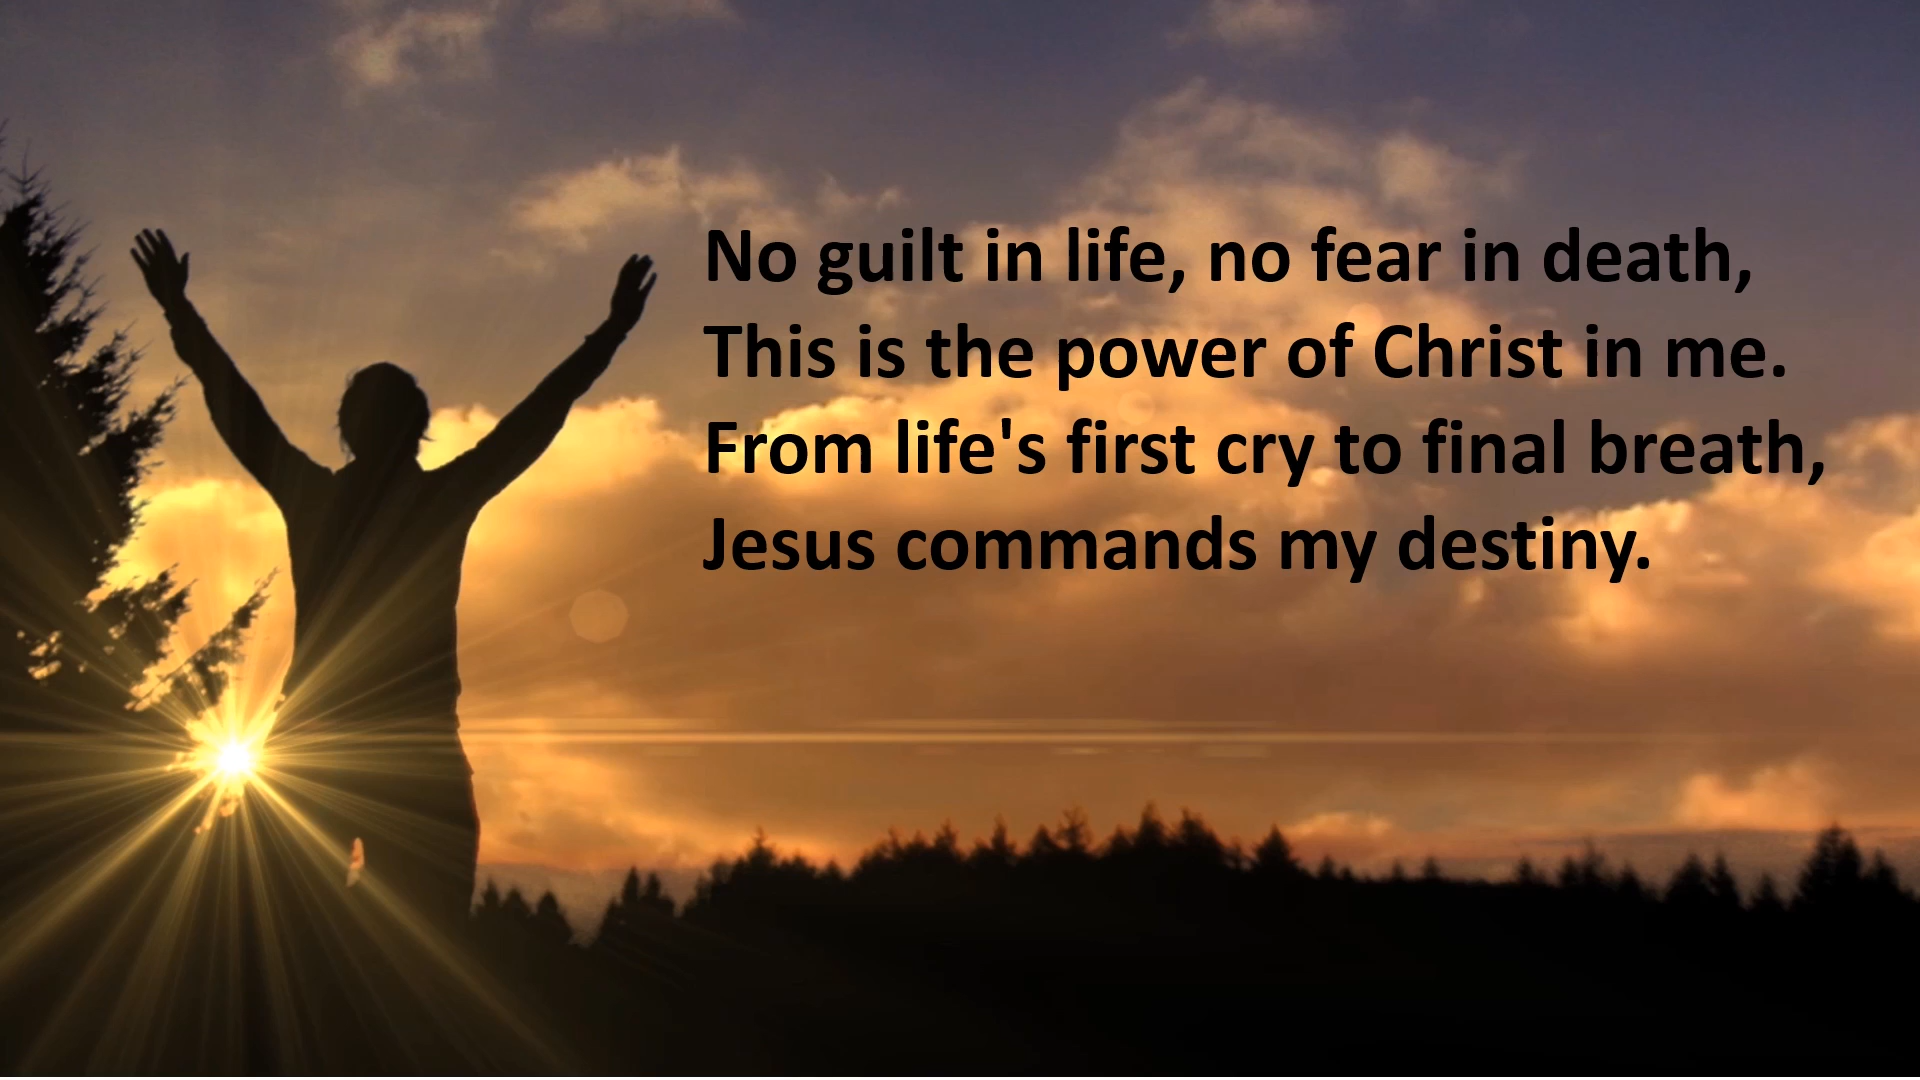 No guilt in life, no fear in death,
This is the power of Christ in me.
From life's first cry to final breath,
Jesus commands my destiny.